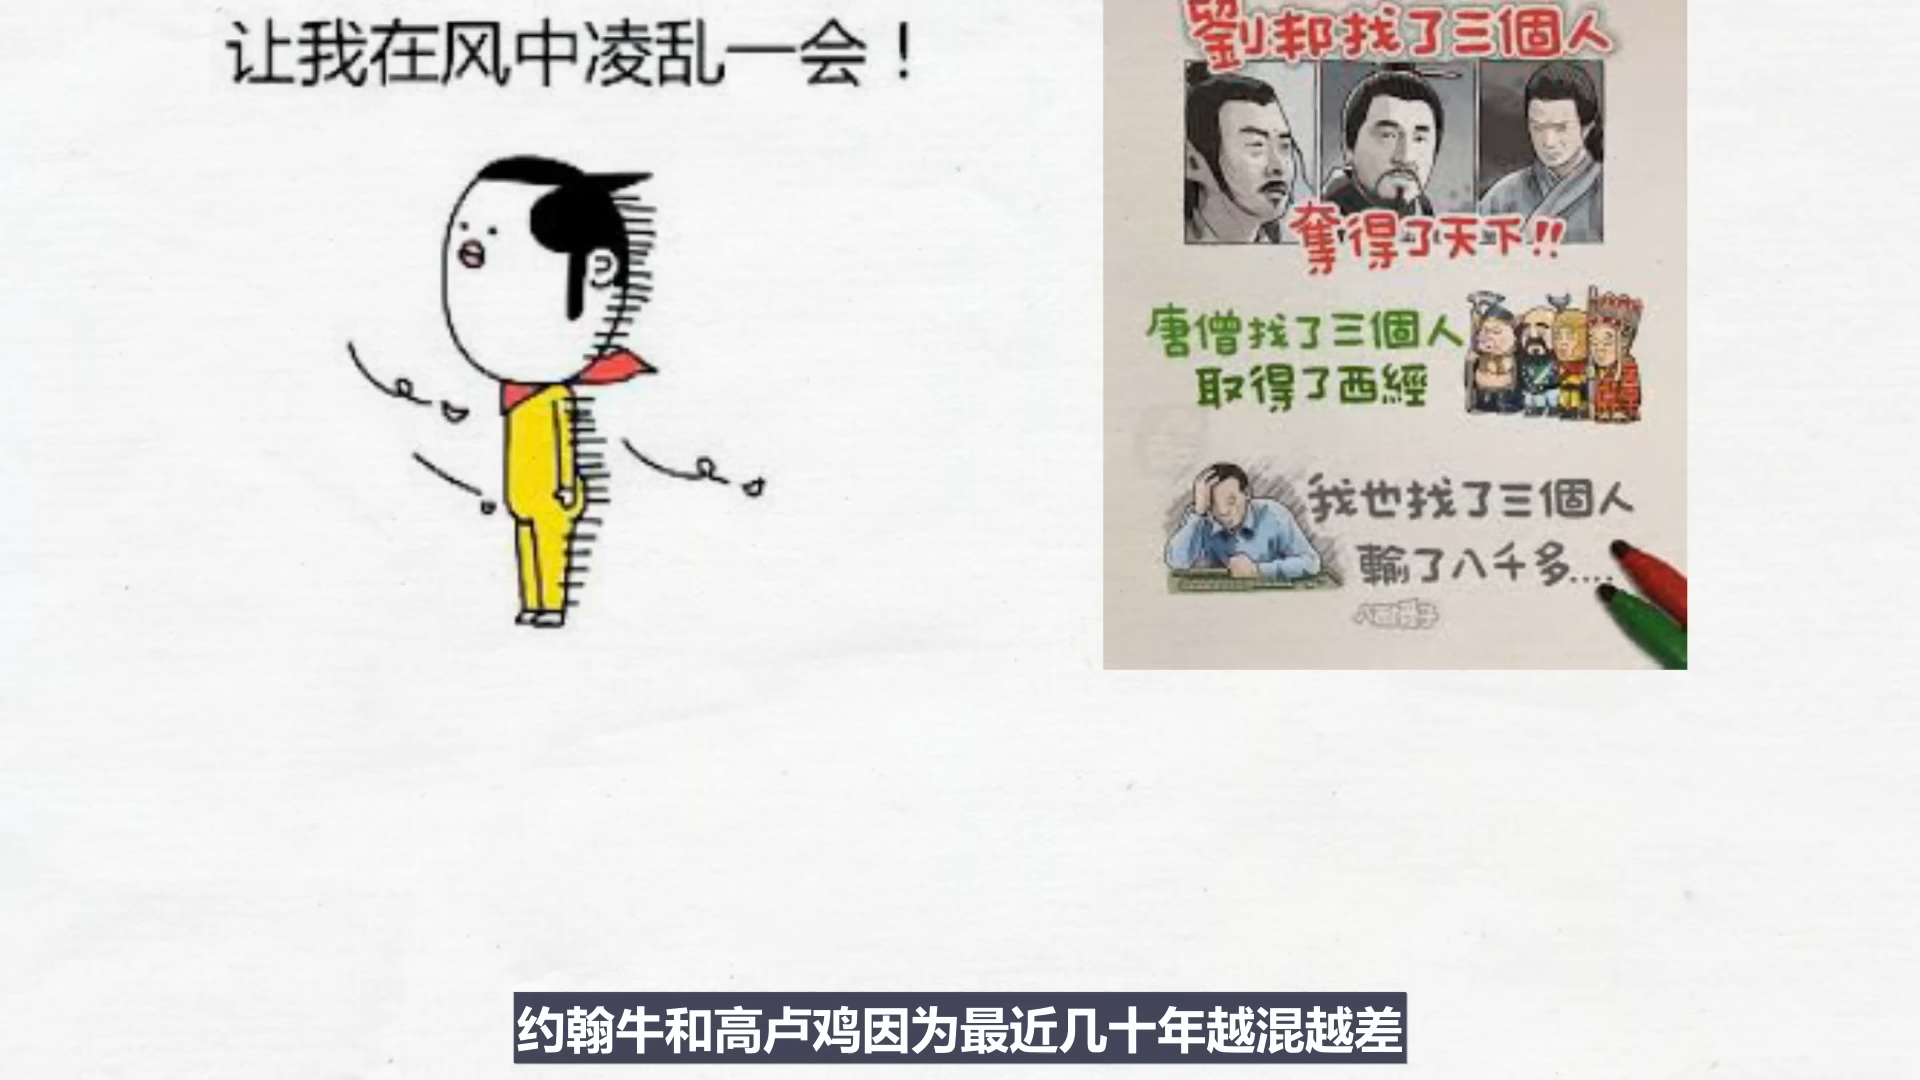 让我在风中凌乱一会！
劉邦找了三個人
奪得了天下!!
唐僧找了三個人
取得了西經
我也找了三個人
輸了八千多....
约翰牛和高卢鸡因为最近几十年越混越差